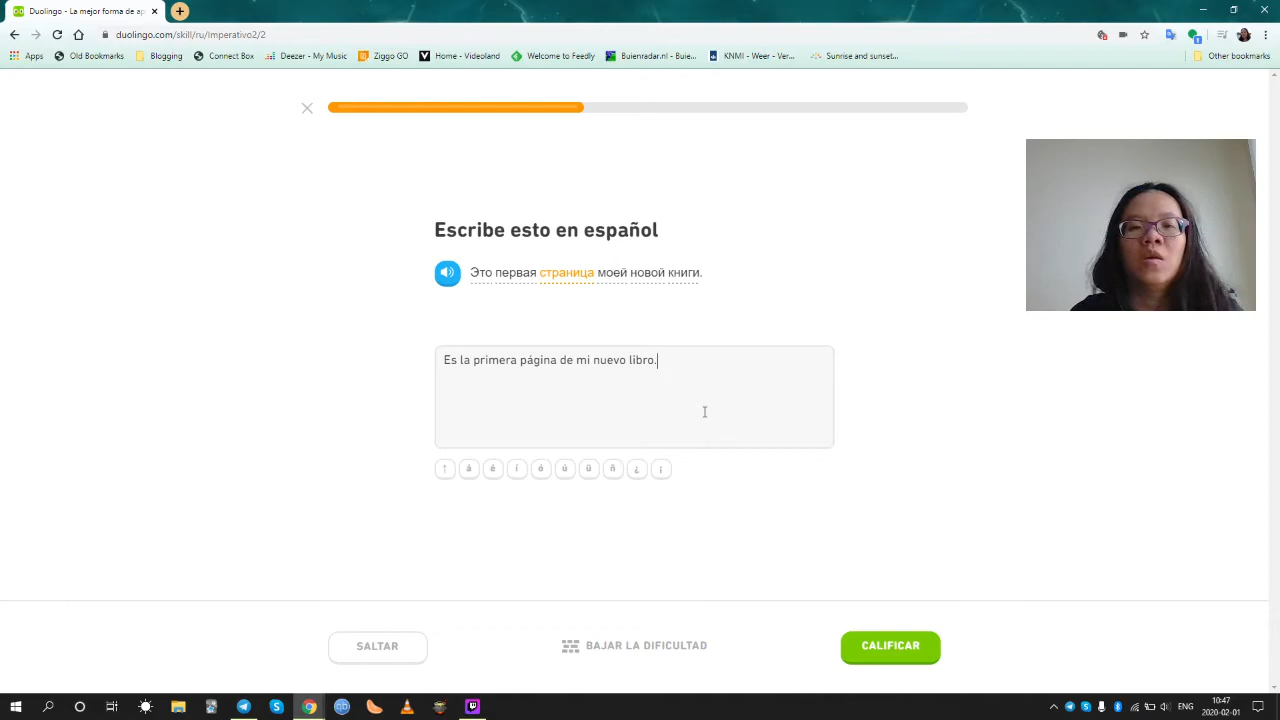 Duolingo - La mejor forma de ap
duolingo.com/skill/ru/Imperativo2/2
Apps
Old Bookmarks
Blogging
Connect Box
Deezer - My Music
Ziggo GO
Home - Videoland
Welcome to Feedly
Buienradar.nl - Buie...
KNMI - Weer - Ver...
Sunrise and sunset...
Other bookmarks
Escribe esto en español
Это первая страница моей новой книги.
Es la primera página de mi nuevo libro.
↑ á é í ó ú ü ñ ¿ ¡
SALTAR
BAJAR LA DIFICULTAD
CALIFICAR
ENG
10:47
2020-02-01